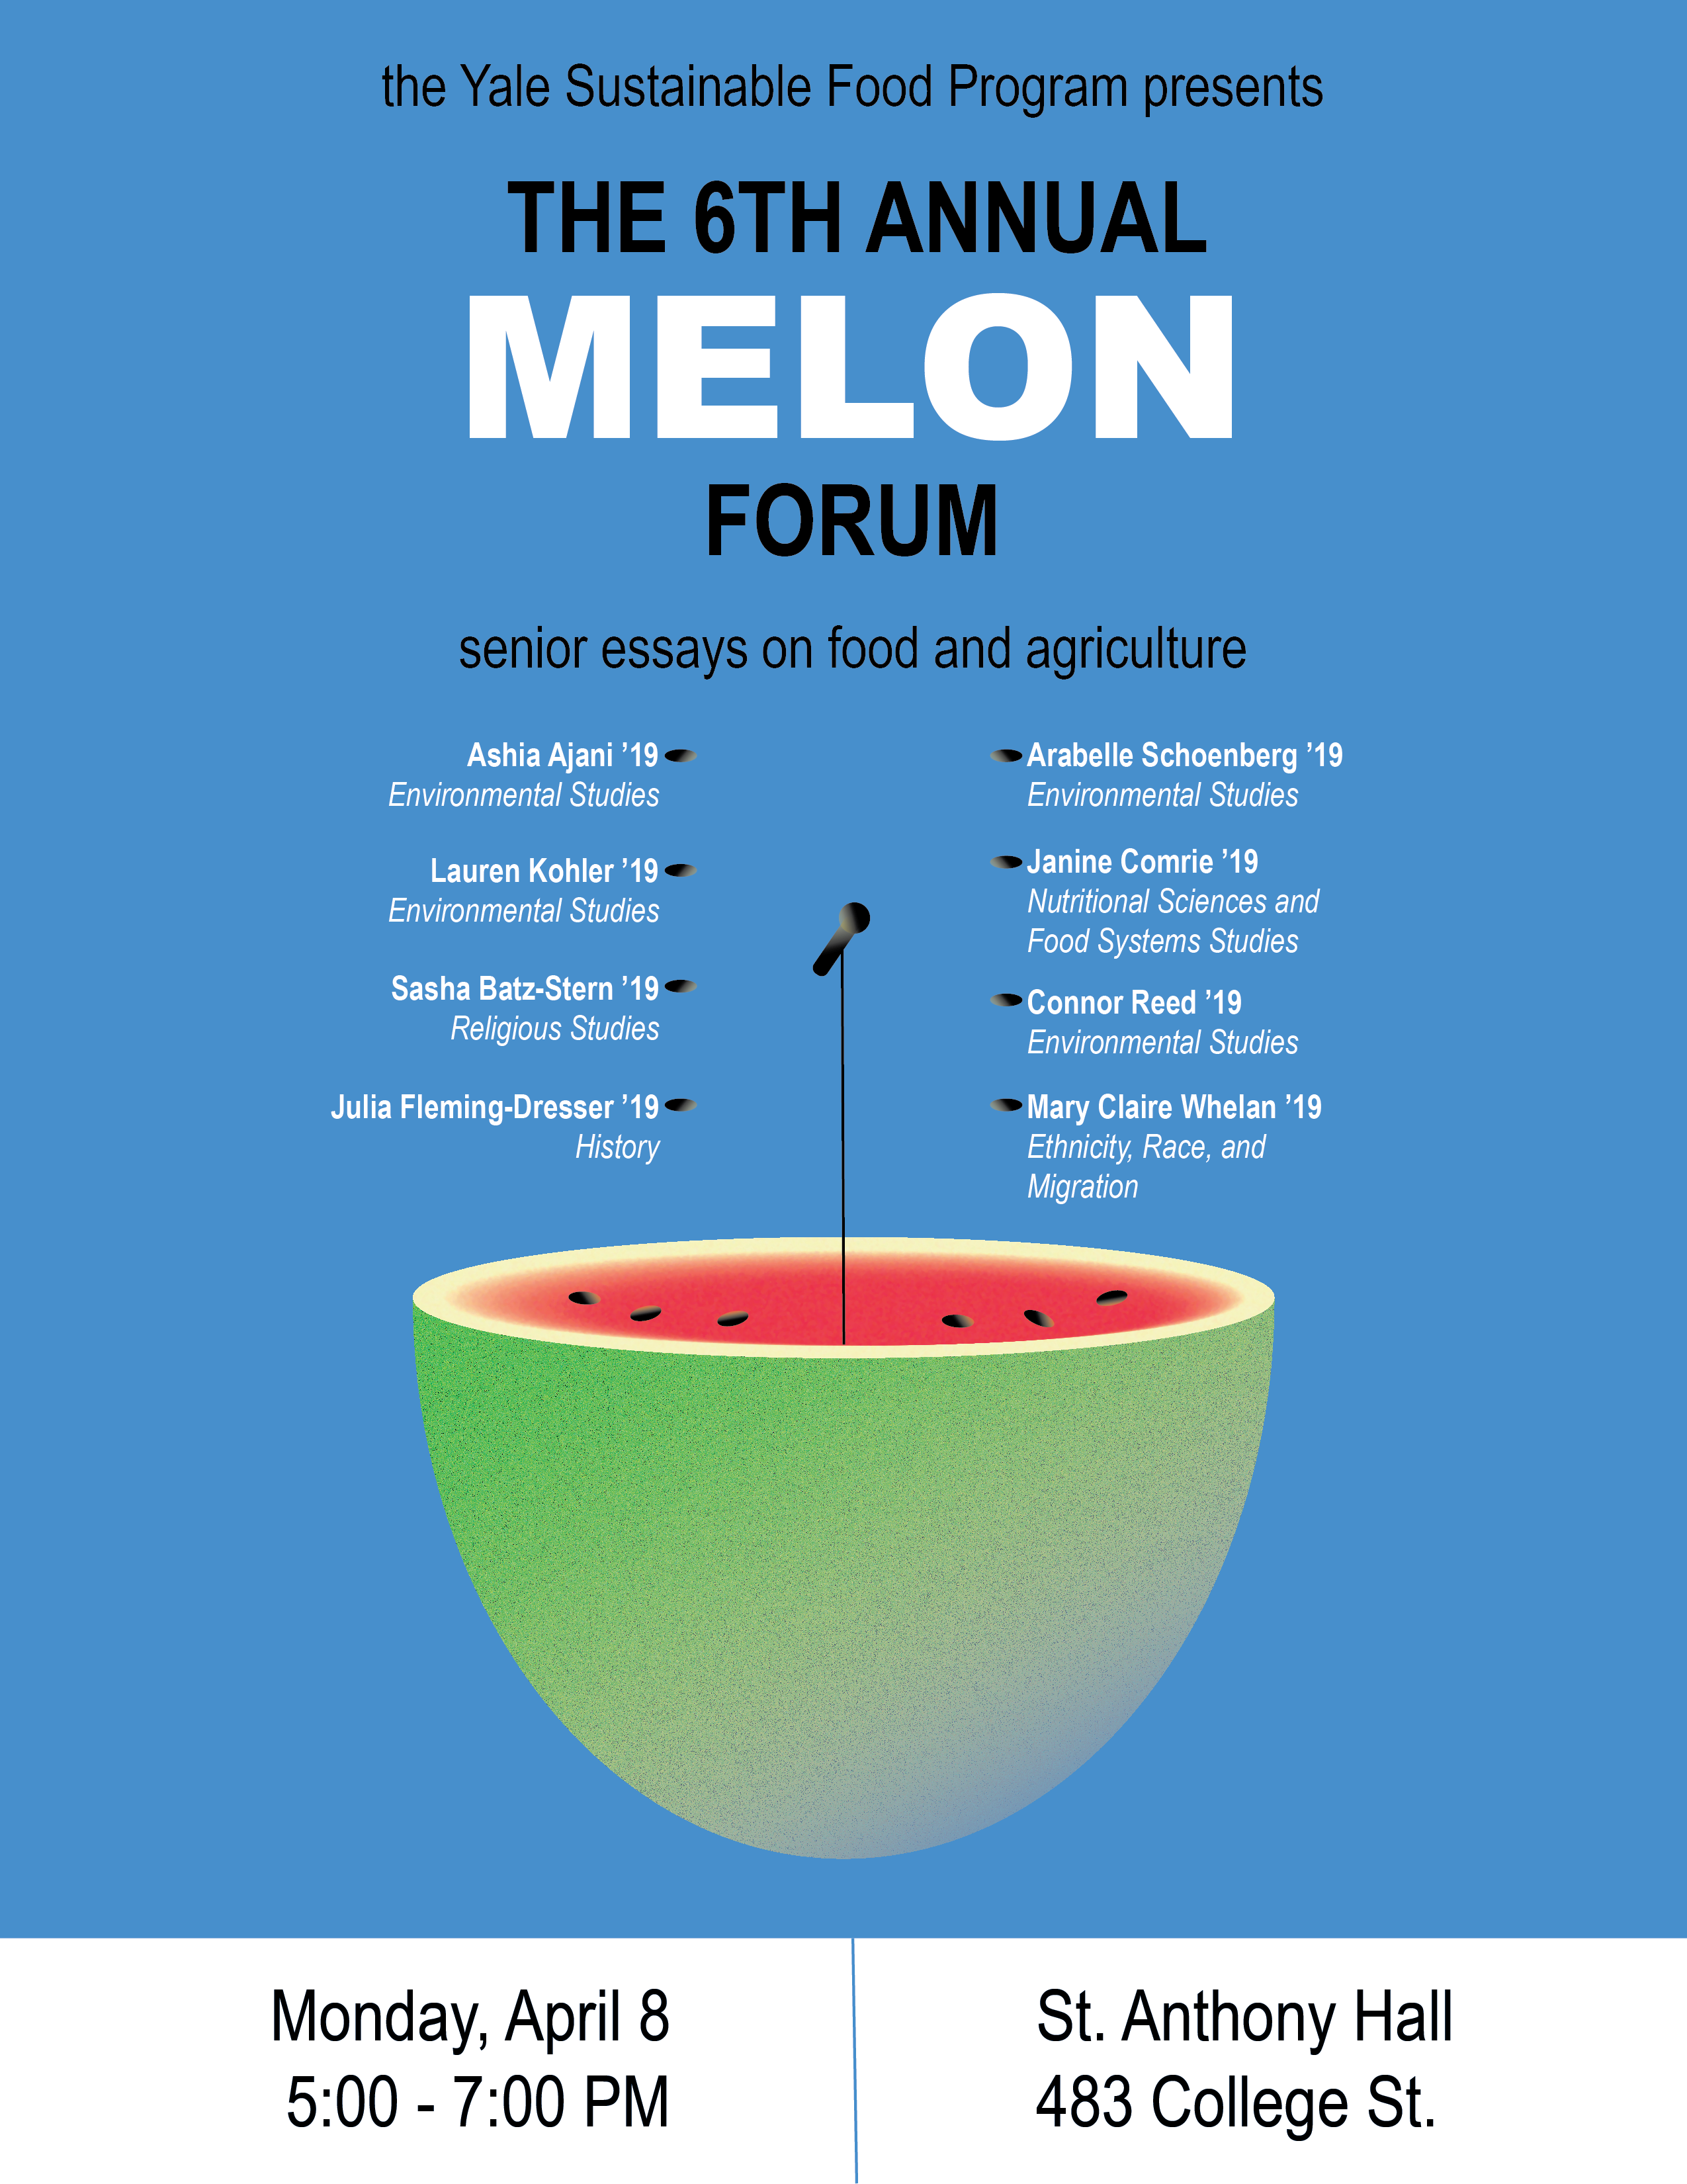 the Yale Sustainable Food Program presents
THE 6TH ANNUAL
MELON
FORUM
senior essays on food and agriculture
Ashia Ajani ’19
Environmental Studies
Lauren Kohler ’19
Environmental Studies
Sasha Batz-Stern ’19
Religious Studies
Julia Fleming-Dresser ’19
History
Arabelle Schoenberg ’19
Environmental Studies
Janine Comrie ’19
Nutritional Sciences and
Food Systems Studies
Connor Reed ’19
Environmental Studies
Mary Claire Whelan ’19
Ethnicity, Race, and
Migration
Monday, April 8
5:00 - 7:00 PM
St. Anthony Hall
483 College St.